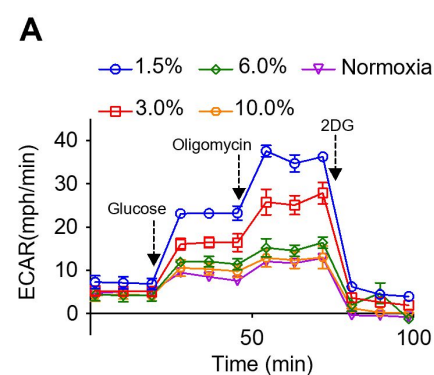 A
1.5% 6.0% Normoxia
3.0% 10.0%
2DG
Oligomycin
Glucose
ECAR(mph/min)
40
30
20
10
0
50 100
Time (min)